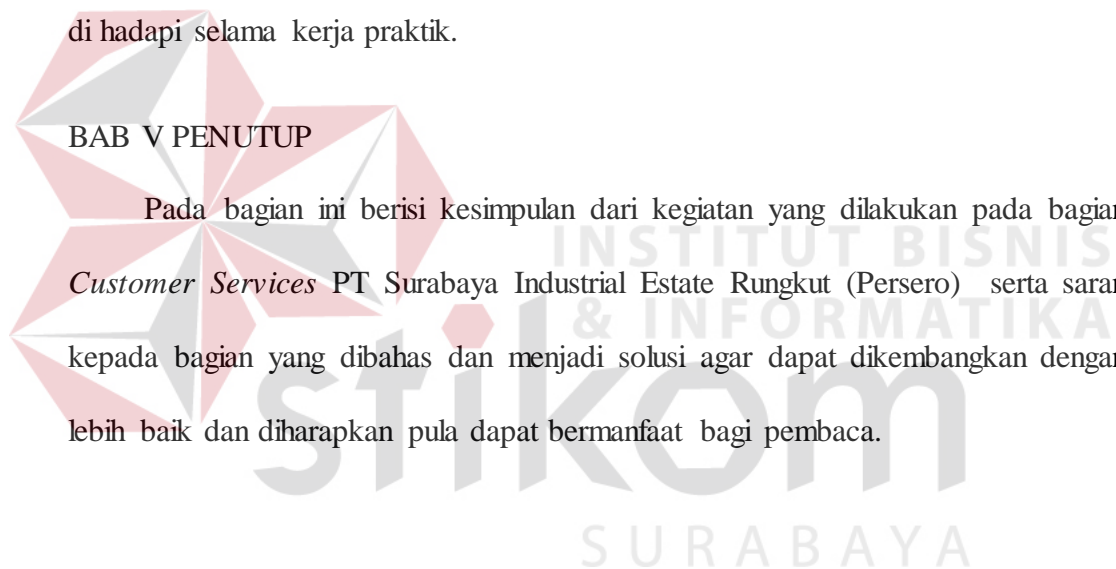 di hadapi selama kerja praktik.
BAB V PENUTUP
Pada bagian ini berisi kesimpulan dari kegiatan yang dilakukan pada bagian
Customer Services PT Surabaya Industrial Estate Rungkut (Persero) serta saran
kepada bagian yang dibahas dan menjadi solusi agar dapat dikembangkan dengan
lebih baik dan diharapkan pula dapat bermanfaat bagi pembaca.
INSTITUT BISNIS
& INFORMATIKA
stikom
SURABAYA